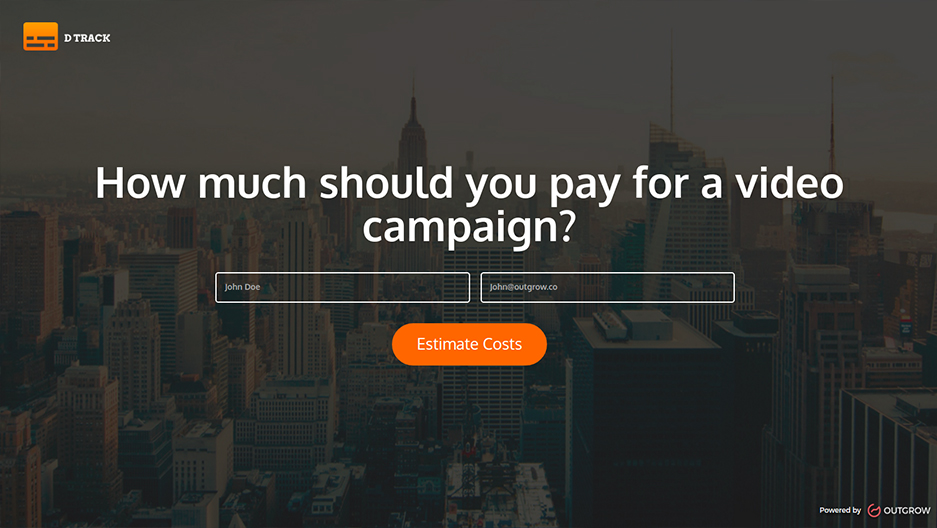 D TRACK
How much should you pay for a video
campaign?
John Doe
John@outgrow.co
Estimate Costs
Powered by OUTGROW